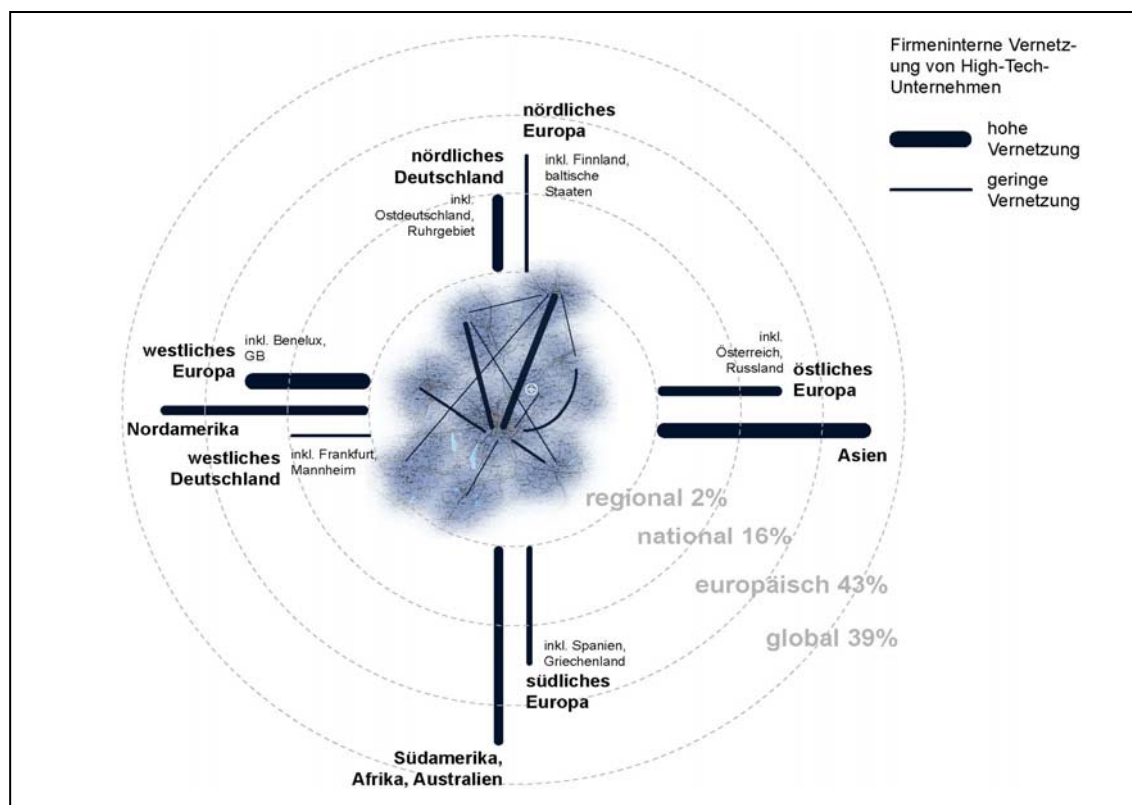 Firmeninterne Vernetz-
ung von High-Tech-
Unternehmen
hohe
Vernetzung
geringe
Vernetzung
nördliches
Europa
inkl. Finnland,
baltische
Staaten
nördliches
Deutschland
inkl.
Ostdeutschland,
Ruhrgebiet
westliches
Europa
inkl. Benelux,
GB
Nordamerika
westliches
Deutschland
inkl. Frankfurt,
Mannheim
inkl.
Österreich,
Russland
östliches
Europa
Asien
regional 2%
national 16%
europäisch 43%
global 39%
inkl. Spanien,
Griechenland
südliches
Europa
Südamerika,
Afrika, Australien